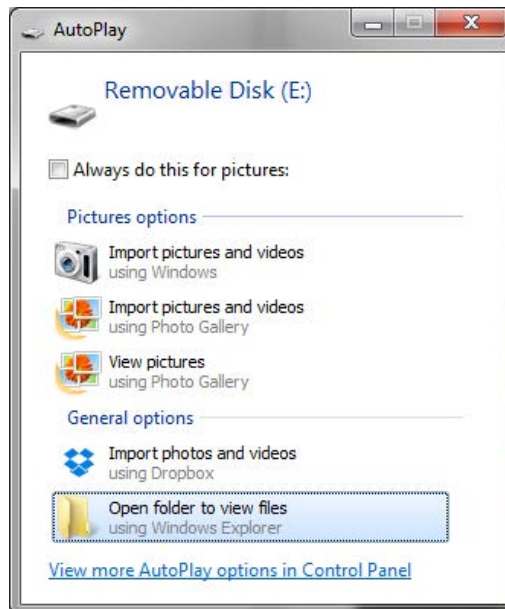 AutoPlay
Removable Disk (E:)
Always do this for pictures:
Pictures options
Import pictures and videos
using Windows
Import pictures and videos
using Photo Gallery
View pictures
using Photo Gallery
General options
Import photos and videos
using Dropbox
Open folder to view files
using Windows Explorer
View more AutoPlay options in Control Panel